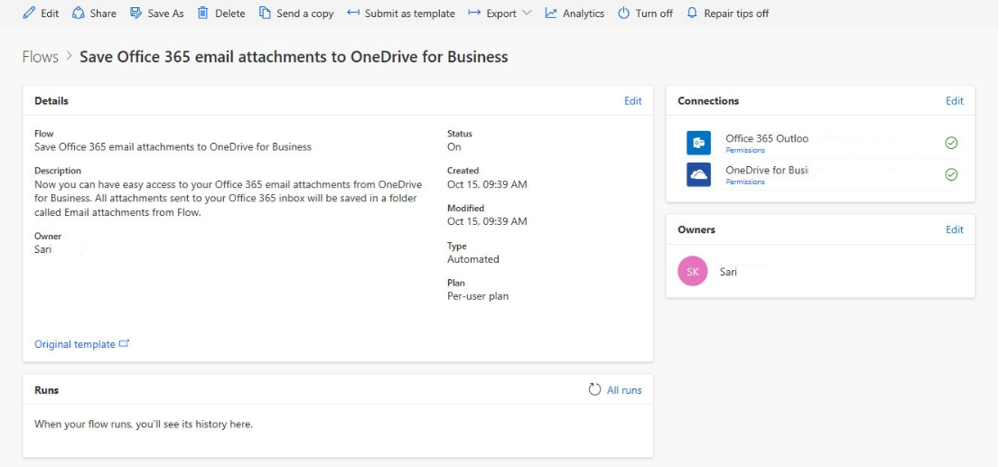 Edit
Share
Save As
Delete
Send a copy
Submit as template
Export
Analytics
Turn off
Repair tips off
Flows > Save Office 365 email attachments to OneDrive for Business
Details
Edit
Flow
Save Office 365 email attachments to OneDrive for Business
Description
Now you can have easy access to your Office 365 email attachments from OneDrive
for Business. All attachments sent to your Office 365 inbox will be saved in a folder
called Email attachments from Flow.
Owner
Sari
Status
On
Created
Oct 15, 09:39 AM
Modified
Oct 15, 09:39 AM
Type
Automated
Plan
Per-user plan
Original template
Runs
All runs
When your flow runs, you'll see its history here.
Connections
Edit
Office 365 Outloo
Permissions
OneDrive for Busi
Permissions
Owners
Edit
SK
Sari